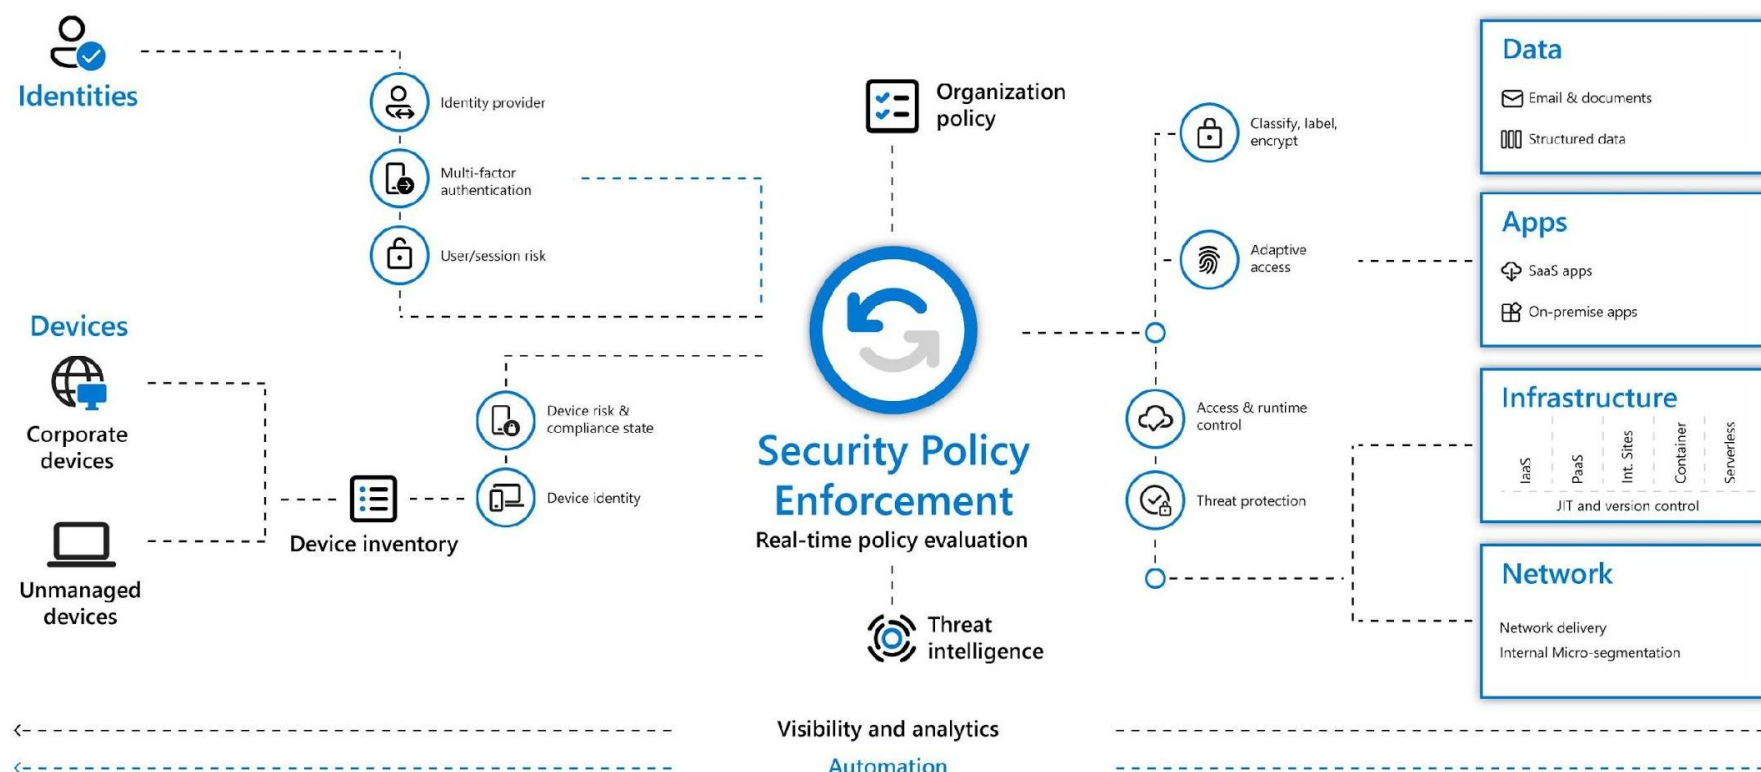 Identities
Identity provider
Multi-factor
authentication
User/session risk
Devices
Corporate
devices
Unmanaged
devices
Device inventory
Device risk &
compliance state
Device identity
Organization
policy
Security Policy
Enforcement
Real-time policy evaluation
Threat
intelligence
Classify, label,
encrypt
Adaptive
access
Access & runtime
control
Threat protection
Data
Email & documents
Structured data
Apps
SaaS apps
On-premise apps
Infrastructure
IaaS
PaaS
Int. Sites
Container
Serverless
JIT and version control
Network
Network delivery
Internal Micro-segmentation
Visibility and analytics
Automation